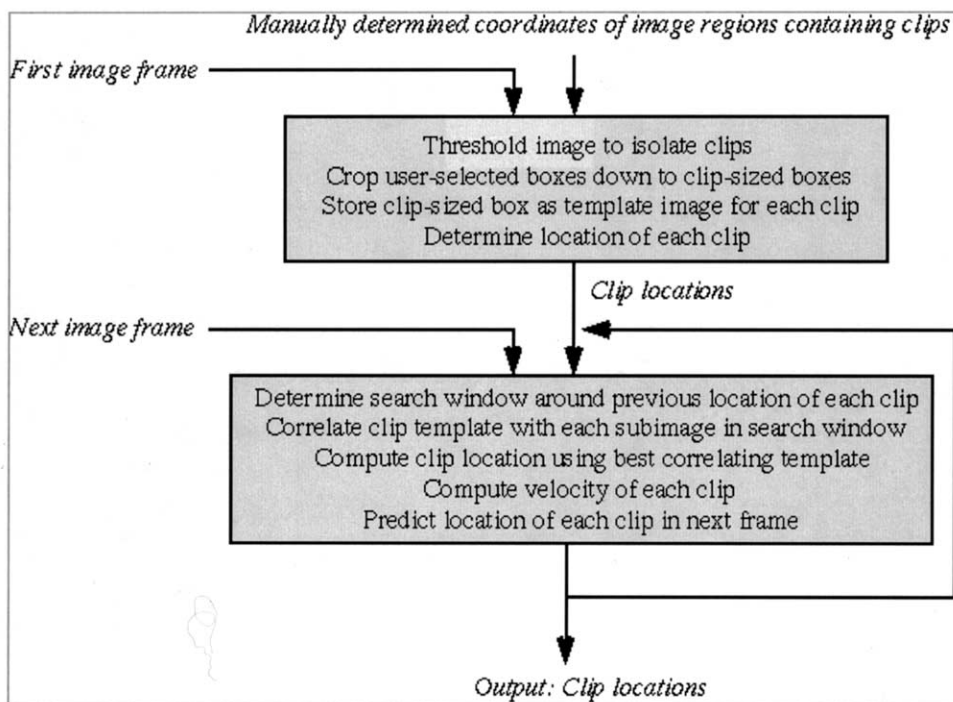 Manually determined coordinates of image regions containing clips
First image frame
Threshold image to isolate clips
Crop user-selected boxes down to clip-sized boxes
Store clip-sized box as template image for each clip
Determine location of each clip
Clip locations
Next image frame
Determine search window around previous location of each clip
Correlate clip template with each subimage in search window
Compute clip location using best correlating template
Compute velocity of each clip
Predict location of each clip in next frame
Output: Clip locations